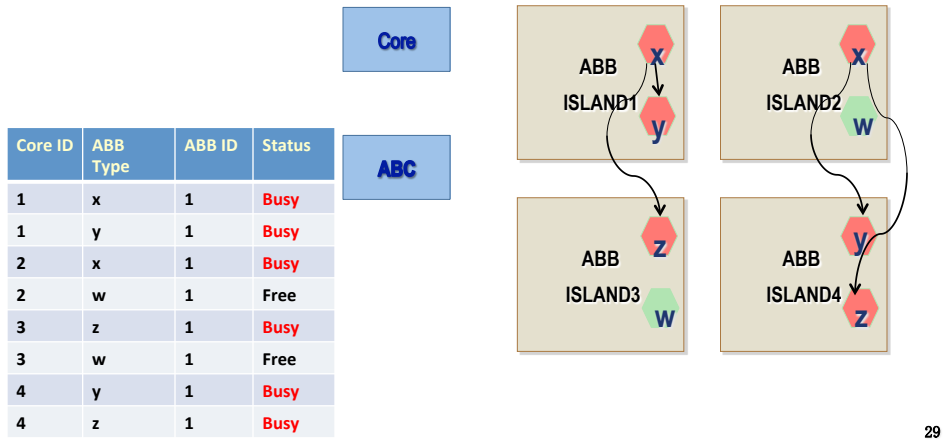 Core
ABC
Core ID ABB Type ABB ID Status
1 x 1 Busy
1 y 1 Busy
2 x 1 Busy
2 w 1 Free
3 z 1 Busy
3 w 1 Free
4 y 1 Busy
4 z 1 Busy
ABB
ISLAND1
x
y
ABB
ISLAND2
x
w
ABB
ISLAND3
z
w
ABB
ISLAND4
y
z
29